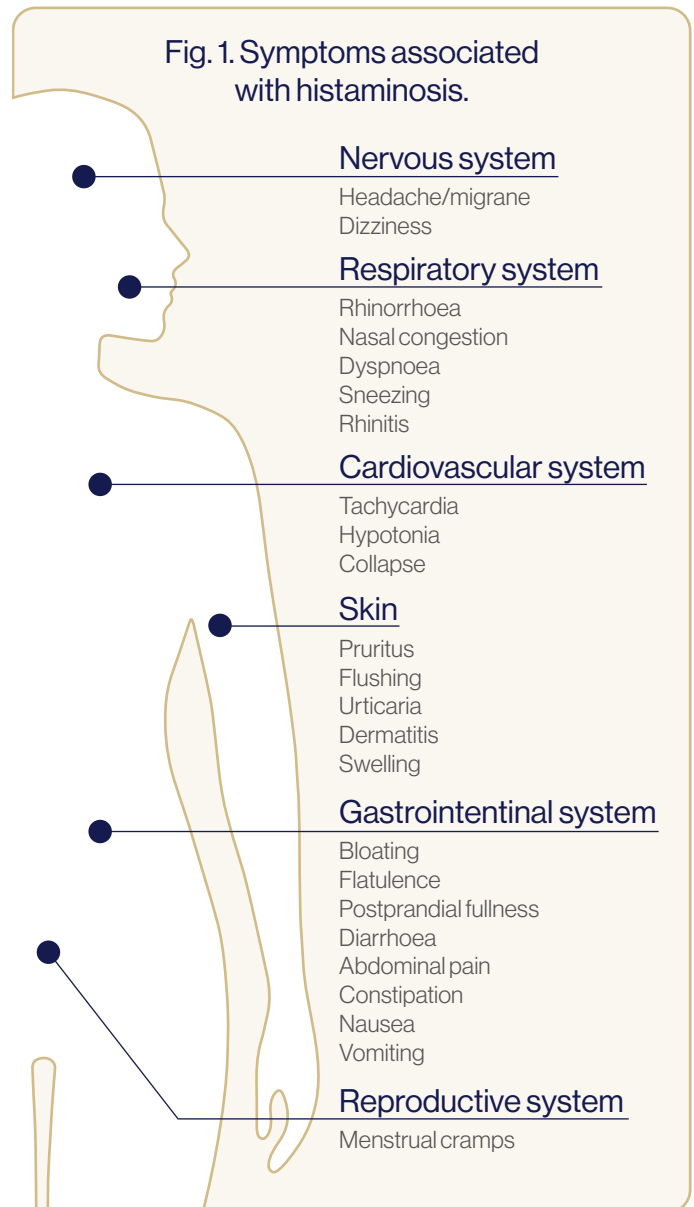 Fig. 1. Symptoms associated
with histaminosis.
Nervous system
Headache/migrane
Dizziness
Respiratory system
Rhinorrhoea
Nasal congestion
Dyspnoea
Sneezing
Rhinitis
Cardiovascular system
Tachycardia
Hypotonia
Collapse
Skin
Pruritus
Flushing
Urticaria
Dermatitis
Swelling
Gastrointentinal system
Bloating
Flatulence
Postprandial fullness
Diarrhoea
Abdominal pain
Constipation
Nausea
Vomiting
Reproductive system
Menstrual cramps